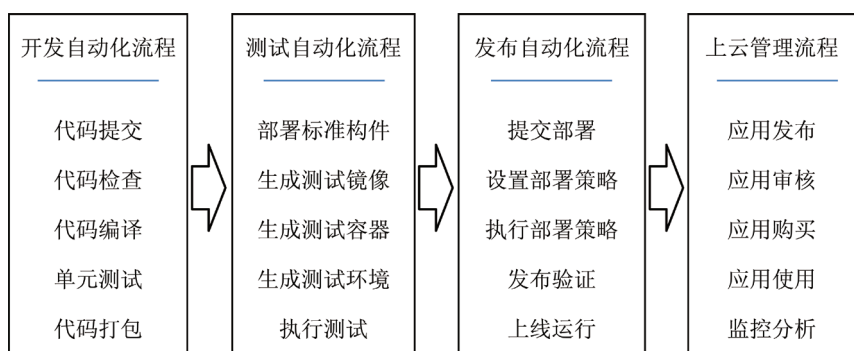 开发自动化流程
代码提交
代码检查
代码编译
单元测试
代码打包
测试自动化流程
部署标准构件
生成测试镜像
生成测试容器
生成测试环境
执行测试
发布自动化流程
提交部署
设置部署策略
执行部署策略
发布验证
上线运行
上云管理流程
应用发布
应用审核
应用购买
应用使用
监控分析